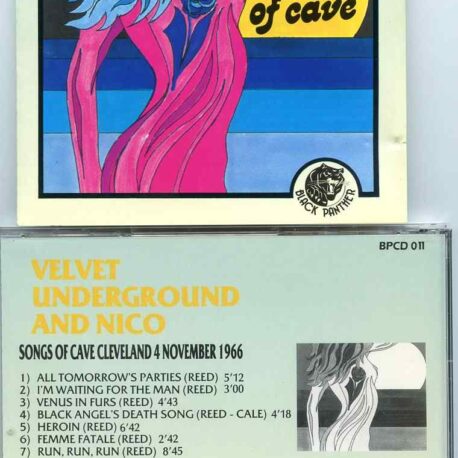 of cave
BLACK PANTHER
BPCD 011
VELVET
UNDERGROUND
AND NICO
SONGS OF CAVE CLEVELAND 4 NOVEMBER 1966
1) ALL TOMORROW'S PARTIES (REED) 5'12
2) I'M WAITING FOR THE MAN (REED) 3'00
3) VENUS IN FURS (REED) 4'43
4) BLACK ANGEL'S DEATH SONG (REED - CALE) 4'18
5) HEROIN (REED) 6'42
6) FEMME FATALE (REED) 2'42
7) RUN, RUN, RUN (REED) 8'45